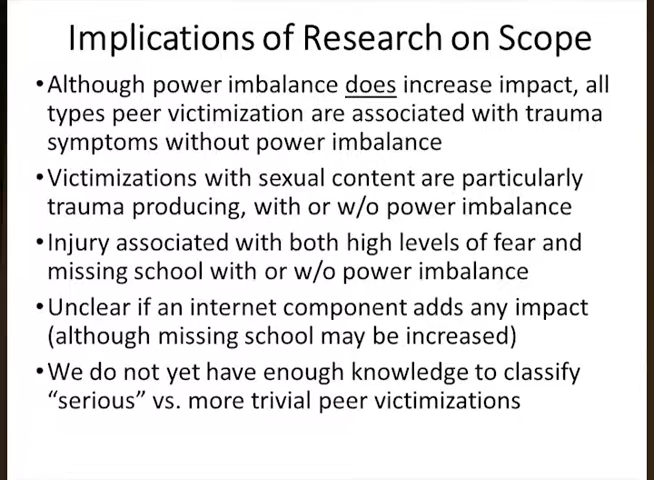 Implications of Research on Scope
•Although power imbalance does increase impact, all
types peer victimization are associated with trauma
symptoms without power imbalance
•Victimizations with sexual content are particularly
trauma producing, with or w/o power imbalance
•Injury associated with both high levels of fear and
missing school with or w/o power imbalance
•Unclear if an internet component adds any impact
(although missing school may be increased)
•We do not yet have enough knowledge to classify
“serious” vs. more trivial peer victimizations